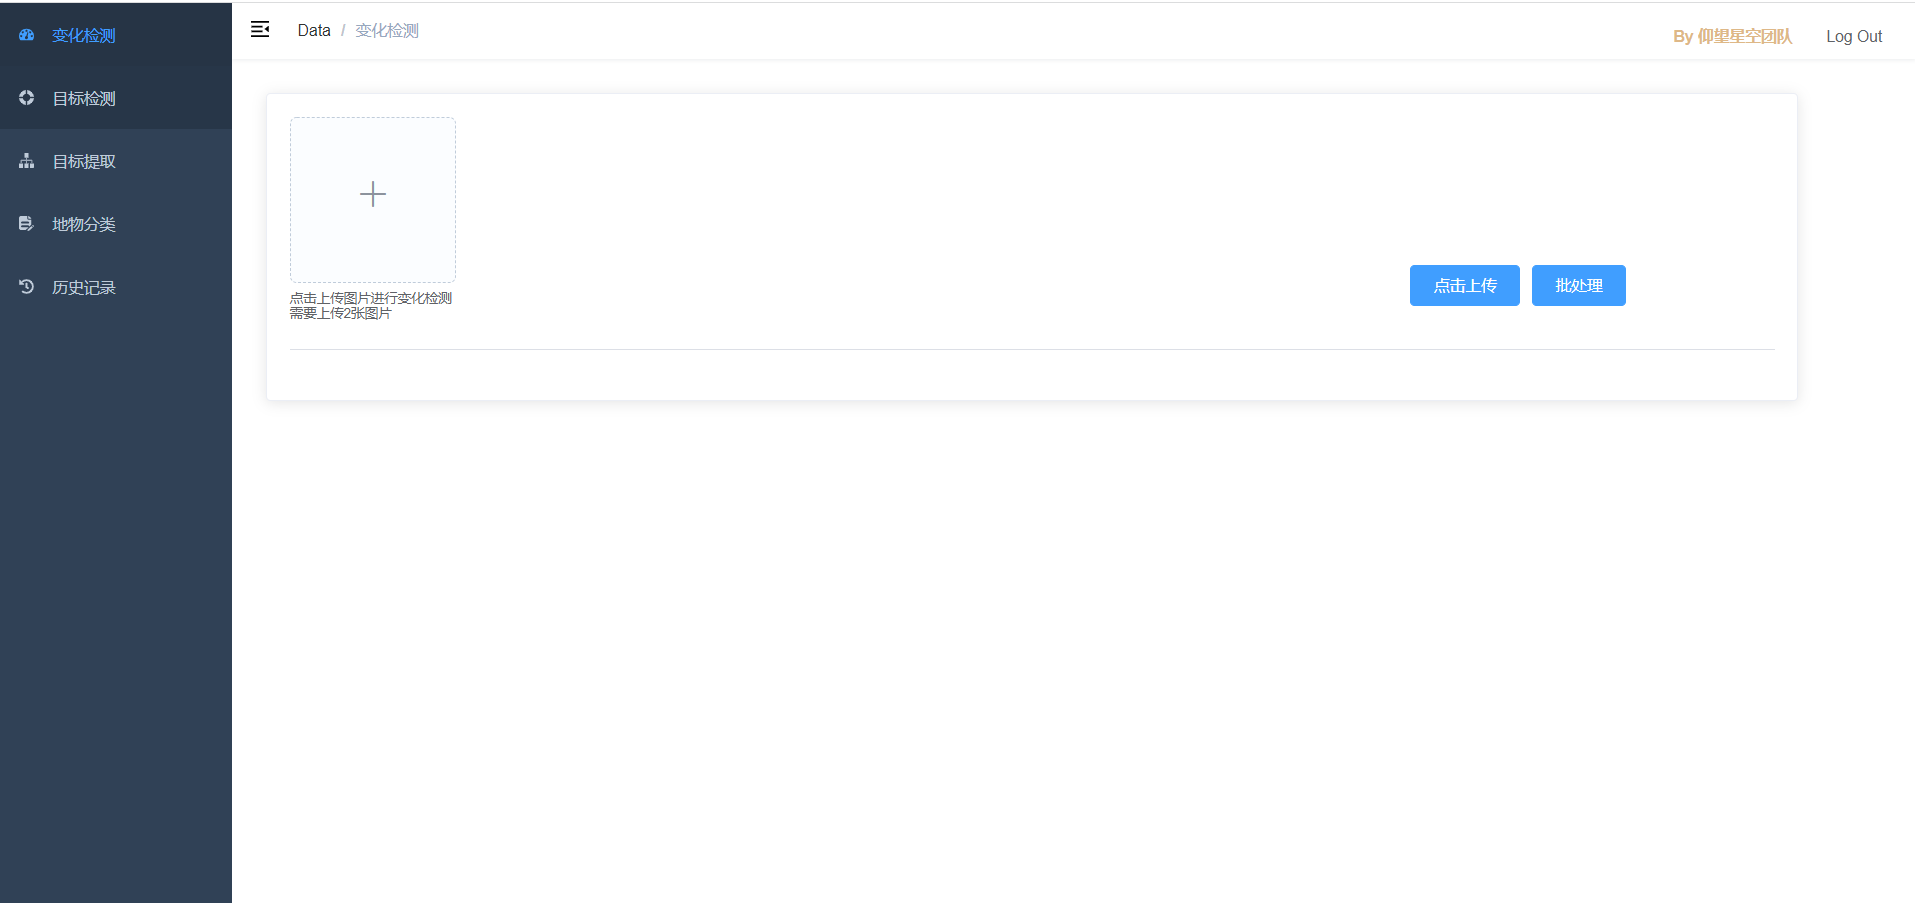 变化检测
目标检测
目标提取
地物分类
历史记录
Data / 变化检测
By 仰望星空团队
Log Out
点击上传图片进行变化检测
需要上传2张图片
点击上传
批处理